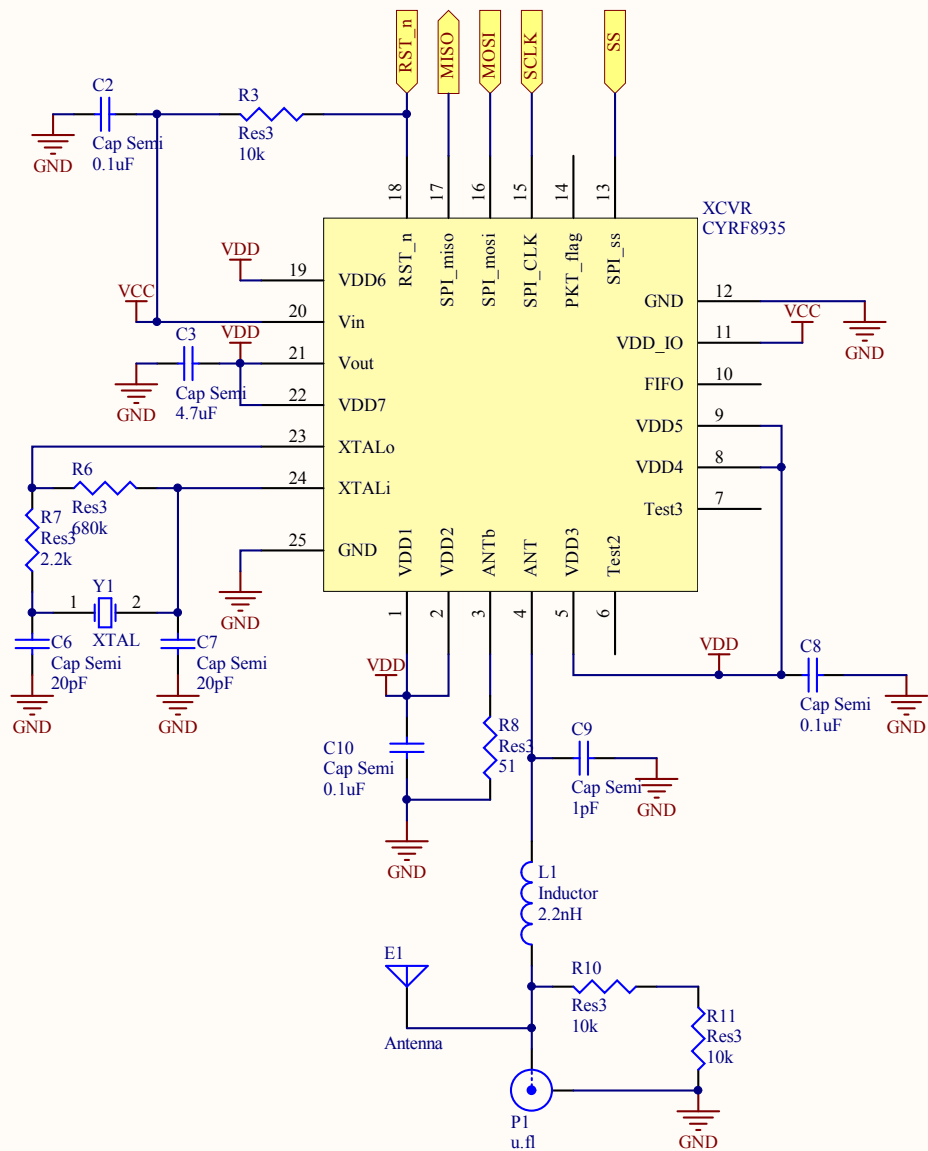 RST_n
MISO
MOSI
SCLK
SS
C2
Cap Semi
0.1uF
GND
R3
Res3
10k
18
17
16
15
14
13
XCVR
CYRF8935
RST_n
SPI_miso
SPI_mosi
SPI_CLK
PKT_flag
SPI_ss
VDD
19
VDD6
GND
12
GND
VCC
20
Vin
VDD_IO
11
VCC
C3
Cap Semi
4.7uF
GND
VDD
21
Vout
FIFO
10
22
VDD7
VDD5
9
23
XTALo
VDD4
8
24
XTALi
Test3
7
25
GND
GND
R6
Res3
680k
R7
Res3
2.2k
1
Y1
2
XTAL
C6
Cap Semi
20pF
GND
C7
Cap Semi
20pF
GND
VDD1
VDD2
ANTb
ANT
VDD3
Test2
1
2
3
4
5
6
VDD
VDD
C8
Cap Semi
0.1uF
GND
C10
Cap Semi
0.1uF
GND
R8
Res3
51
C9
Cap Semi
1pF
GND
L1
Inductor
2.2nH
E1
Antenna
R10
Res3
10k
R11
Res3
10k
P1
u.fl
GND